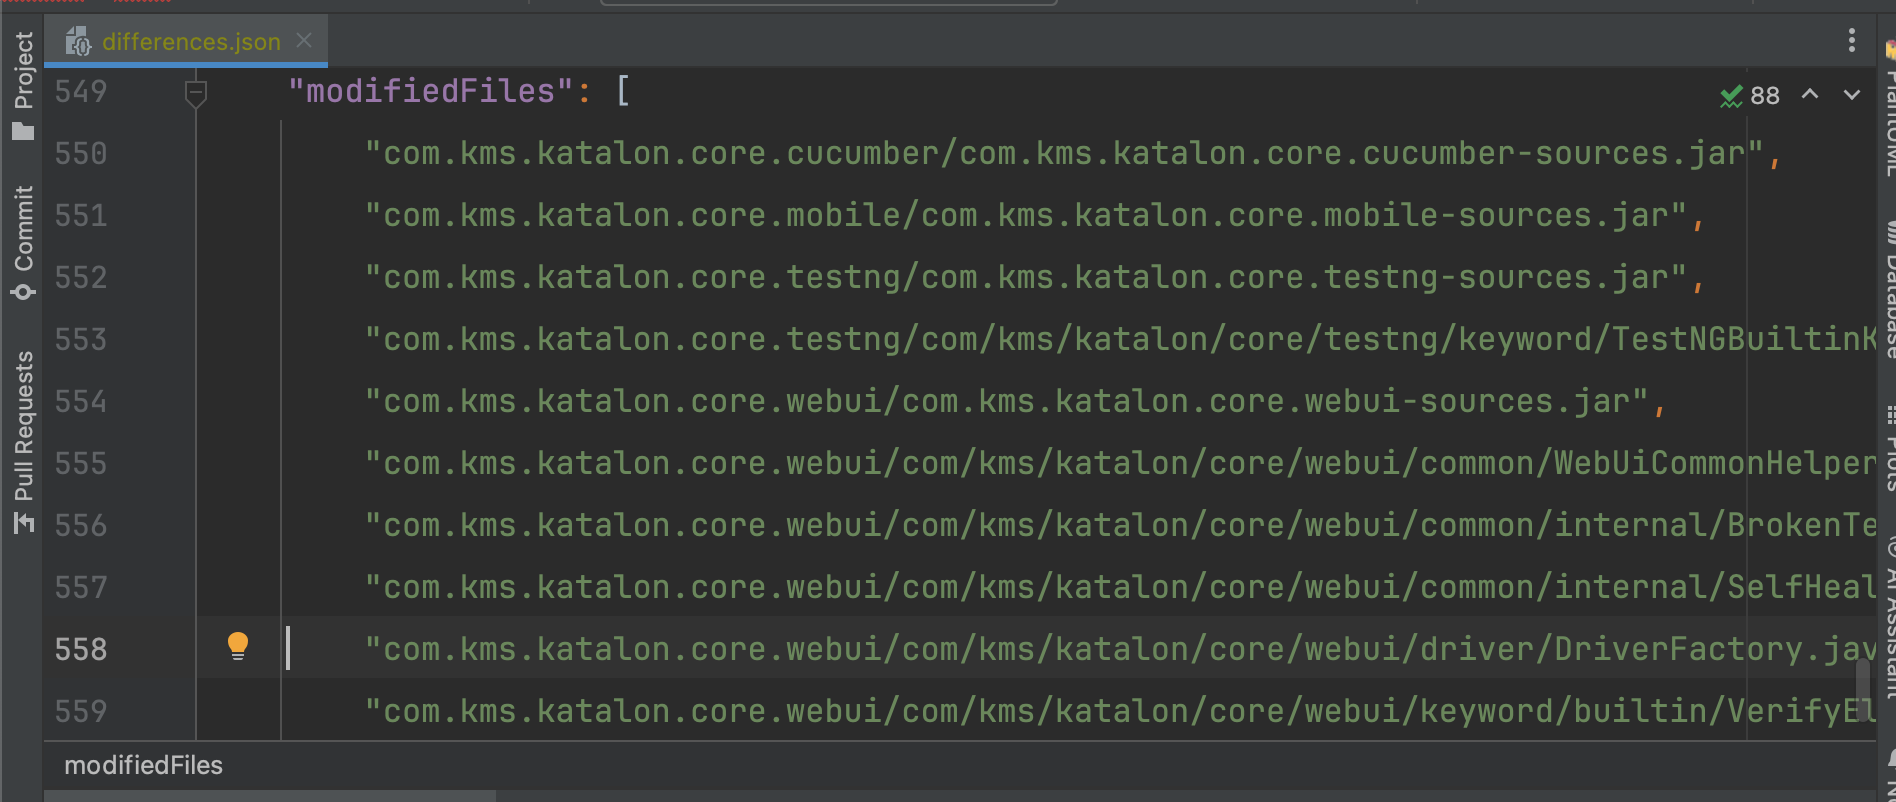 differences.json
Project
Commit
Pull Requests
549 "modifiedFiles": [
88
550 "com.kms.katalon.core.cucumber/com.kms.katalon.core.cucumber-sources.jar",
551 "com.kms.katalon.core.mobile/com.kms.katalon.core.mobile-sources.jar",
552 "com.kms.katalon.core.testng/com.kms.katalon.core.testng-sources.jar",
553 "com.kms.katalon.core.testng/com/kms/katalon/core/testng/keyword/TestNGBuiltinK
554 "com.kms.katalon.core.webui/com.kms.katalon.core.webui-sources.jar",
555 "com.kms.katalon.core.webui/com/kms/katalon/core/webui/common/WebUiCommonHelper
556 "com.kms.katalon.core.webui/com/kms/katalon/core/webui/common/internal/BrokenTe
557 "com.kms.katalon.core.webui/com/kms/katalon/core/webui/common/internal/SelfHeal
558 "com.kms.katalon.core.webui/com/kms/katalon/core/webui/driver/DriverFactory.jav
559 "com.kms.katalon.core.webui/com/kms/katalon/core/webui/keyword/builtin/VerifyEl
modifiedFiles
PlantUML
Database
Plots
AI Assistant